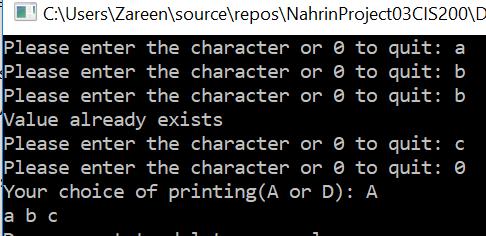 C:\Users\Zareen\source\repos\NahrinProject03CIS200\D
Please enter the character or 0 to quit: a
Please enter the character or 0 to quit: b
Please enter the character or 0 to quit: b
Value already exists
Please enter the character or 0 to quit: c
Please enter the character or 0 to quit: 0
Your choice of printing(A or D): A
a b c